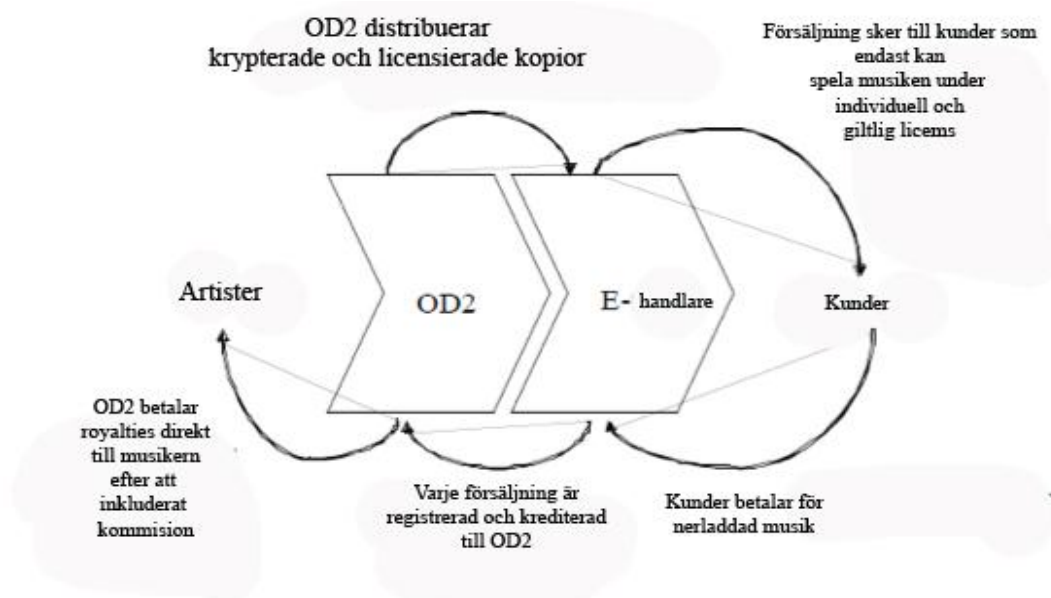 OD2 distribuerar
krypterade och licensierade kopior
Försäljning sker till kunder som
endast kan
spela musiken under
individuell och
giltlig licems
Artister
OD2
E- handlare
Kunder
OD2 betalar
royalties direkt
till musikern
efter att
inkluderat
kommision
Varje försäljning är
registrerad och krediterad
till OD2
Kunder betalar för
nerladdad musik